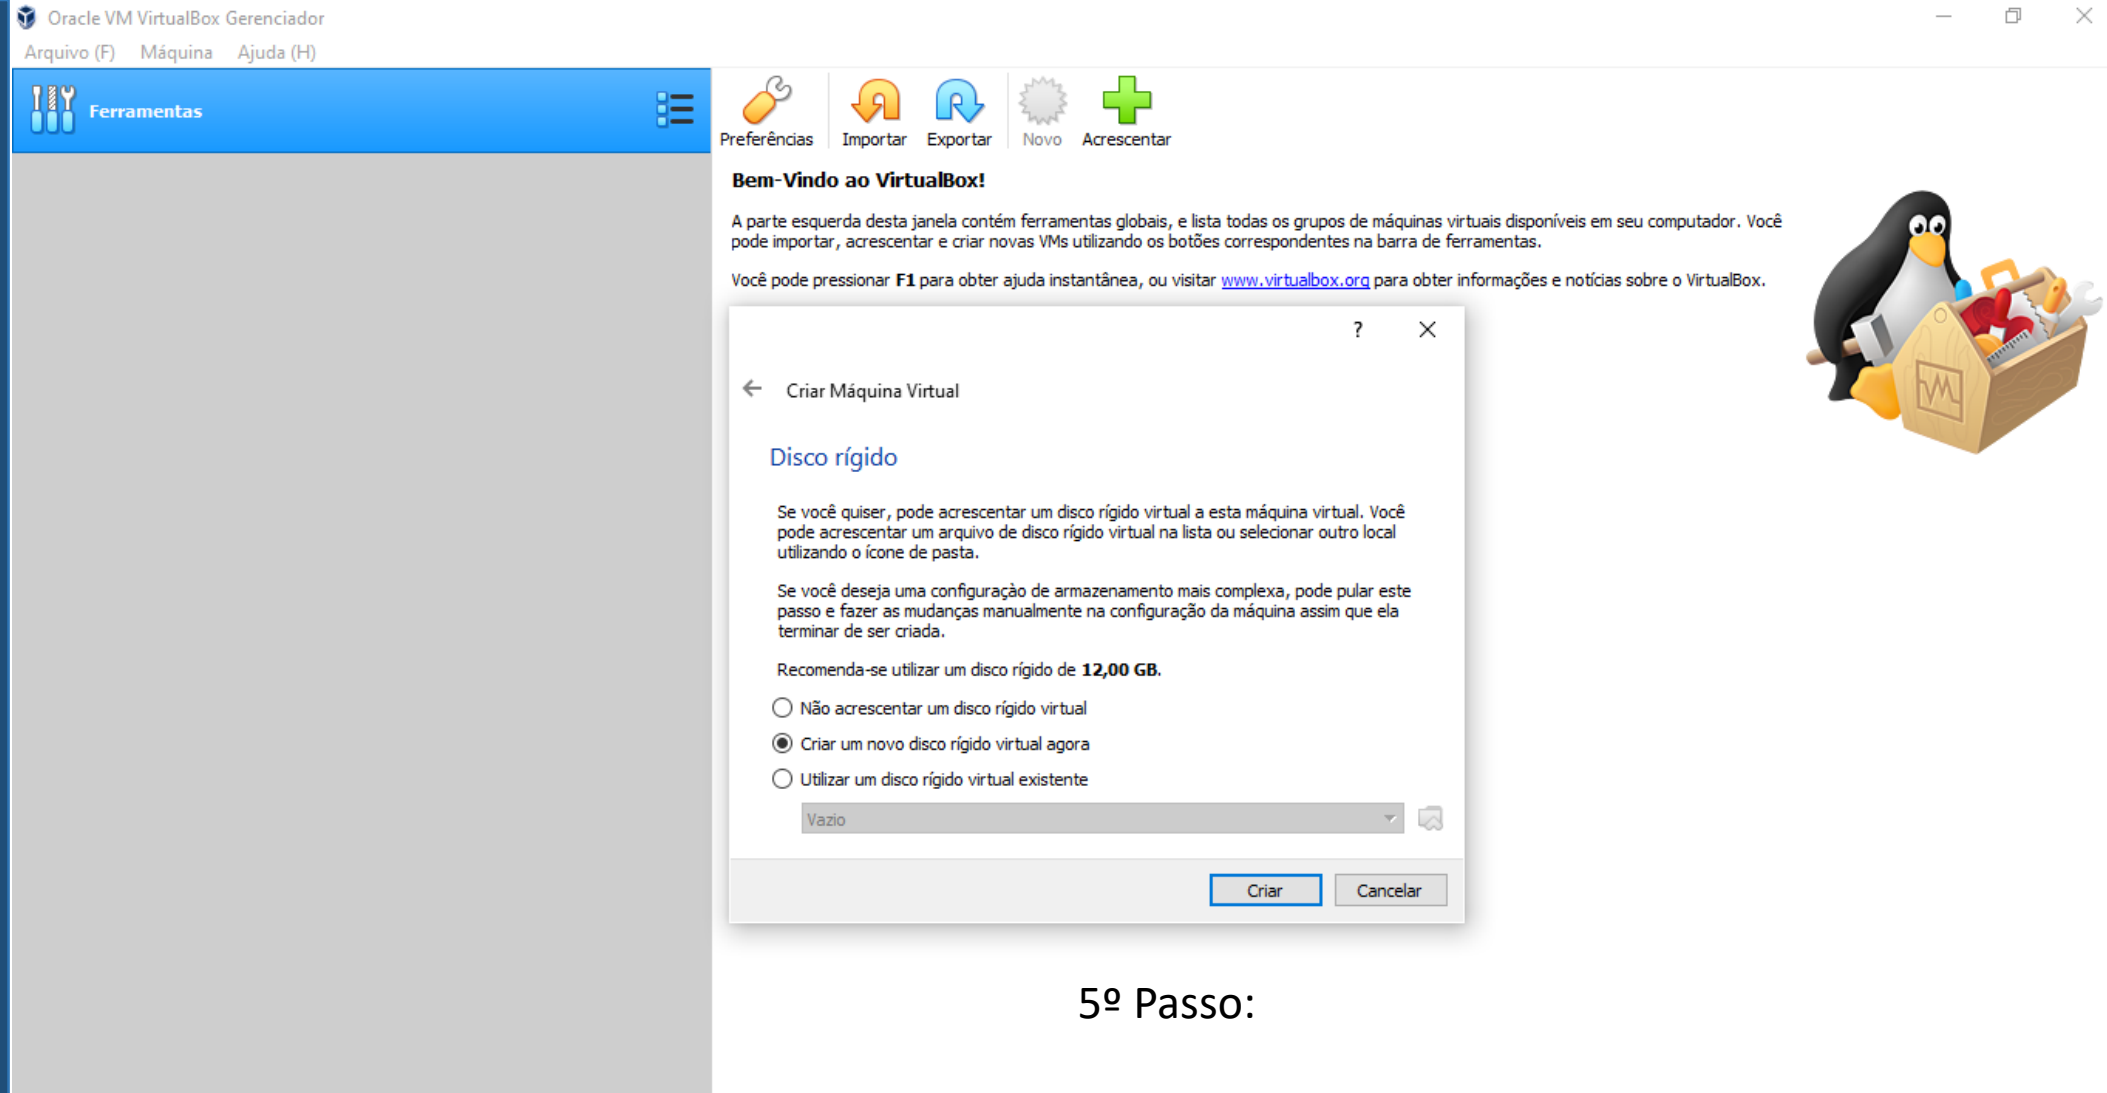 Oracle VM VirtualBox Gerenciador
Arquivo (F) Máquina Ajuda (H)
Ferramentas
Preferências Importar Exportar Novo Acrescentar
Bem-Vindo ao VirtualBox!
A parte esquerda desta janela contém ferramentas globais, e lista todas os grupos de máquinas virtuais disponíveis em seu computador. Você
pode importar, acrescentar e criar novas VMs utilizando os botões correspondentes na barra de ferramentas.
Você pode pressionar F1 para obter ajuda instantânea, ou visitar www.virtualbox.org para obter informações e notícias sobre o VirtualBox.
?
Criar Máquina Virtual
Disco rígido
Se você quiser, pode acrescentar um disco rígido virtual a esta máquina virtual. Você
pode acrescentar um arquivo de disco rígido virtual na lista ou selecionar outro local
utilizando o ícone de pasta.
Se você deseja uma configuraçào de armazenamento mais complexa, pode pular este
passo e fazer as mudanças manualmente na configuração da máquina assim que ela
terminar de ser criada.
Recomenda-se utilizar um disco rígido de 12,00 GB.
Não acrescentar um disco rígido virtual
Criar um novo disco rígido virtual agora
Utilizar um disco rígido virtual existente
Vazio
Criar Cancelar
5º Passo: